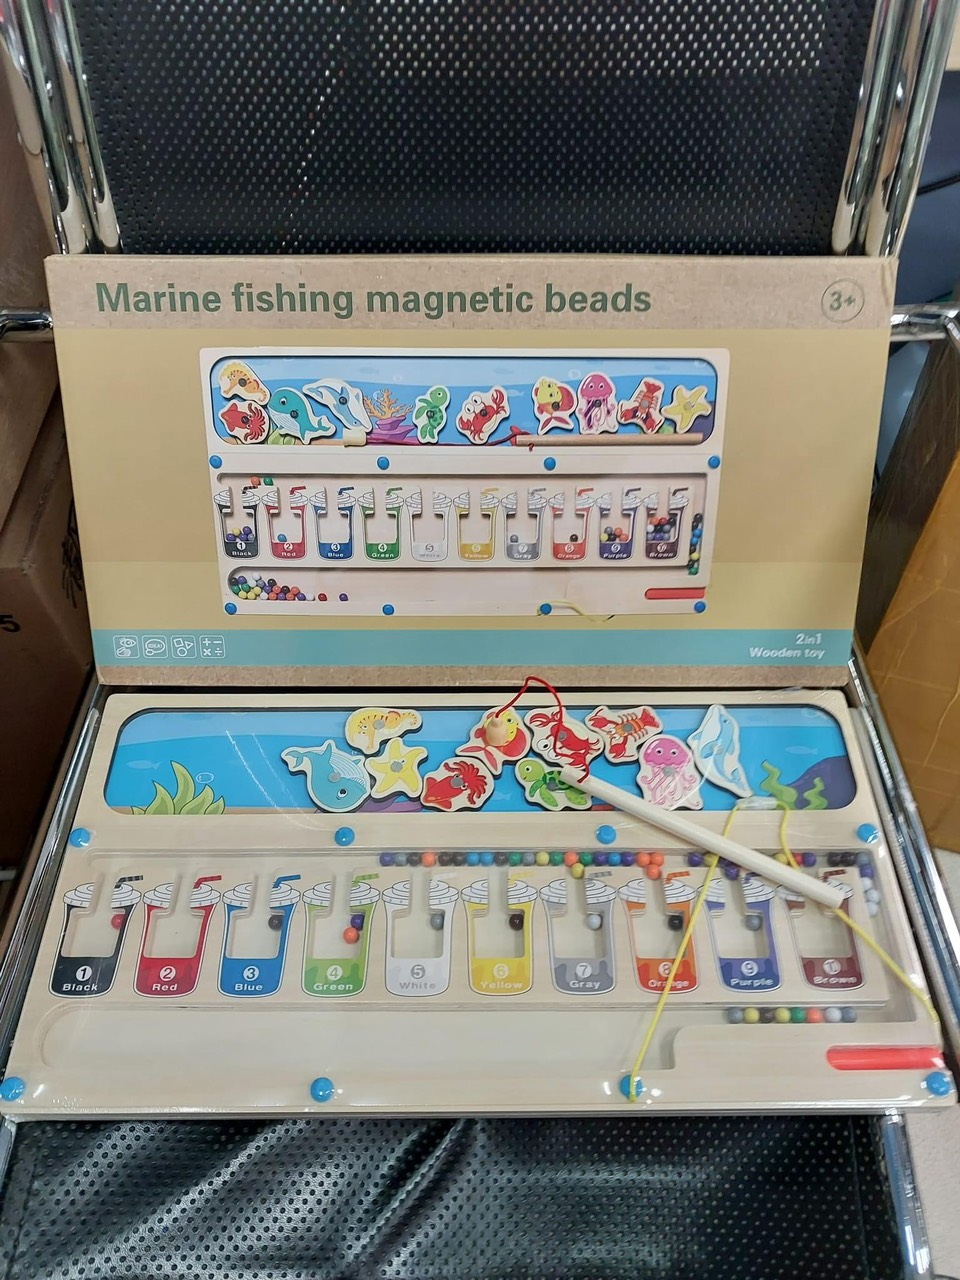 Marine fishing magnetic beads
3+
1 2 3 4 5 6 7 8 9
Black Red Blue Green White Yellow Gray Orange Purple Brown
2in1
Wooden toy
1 2 3 4 5 6 7 8 9 10
Black Red Blue Green White Yellow Gray Orange Purple Brown
5